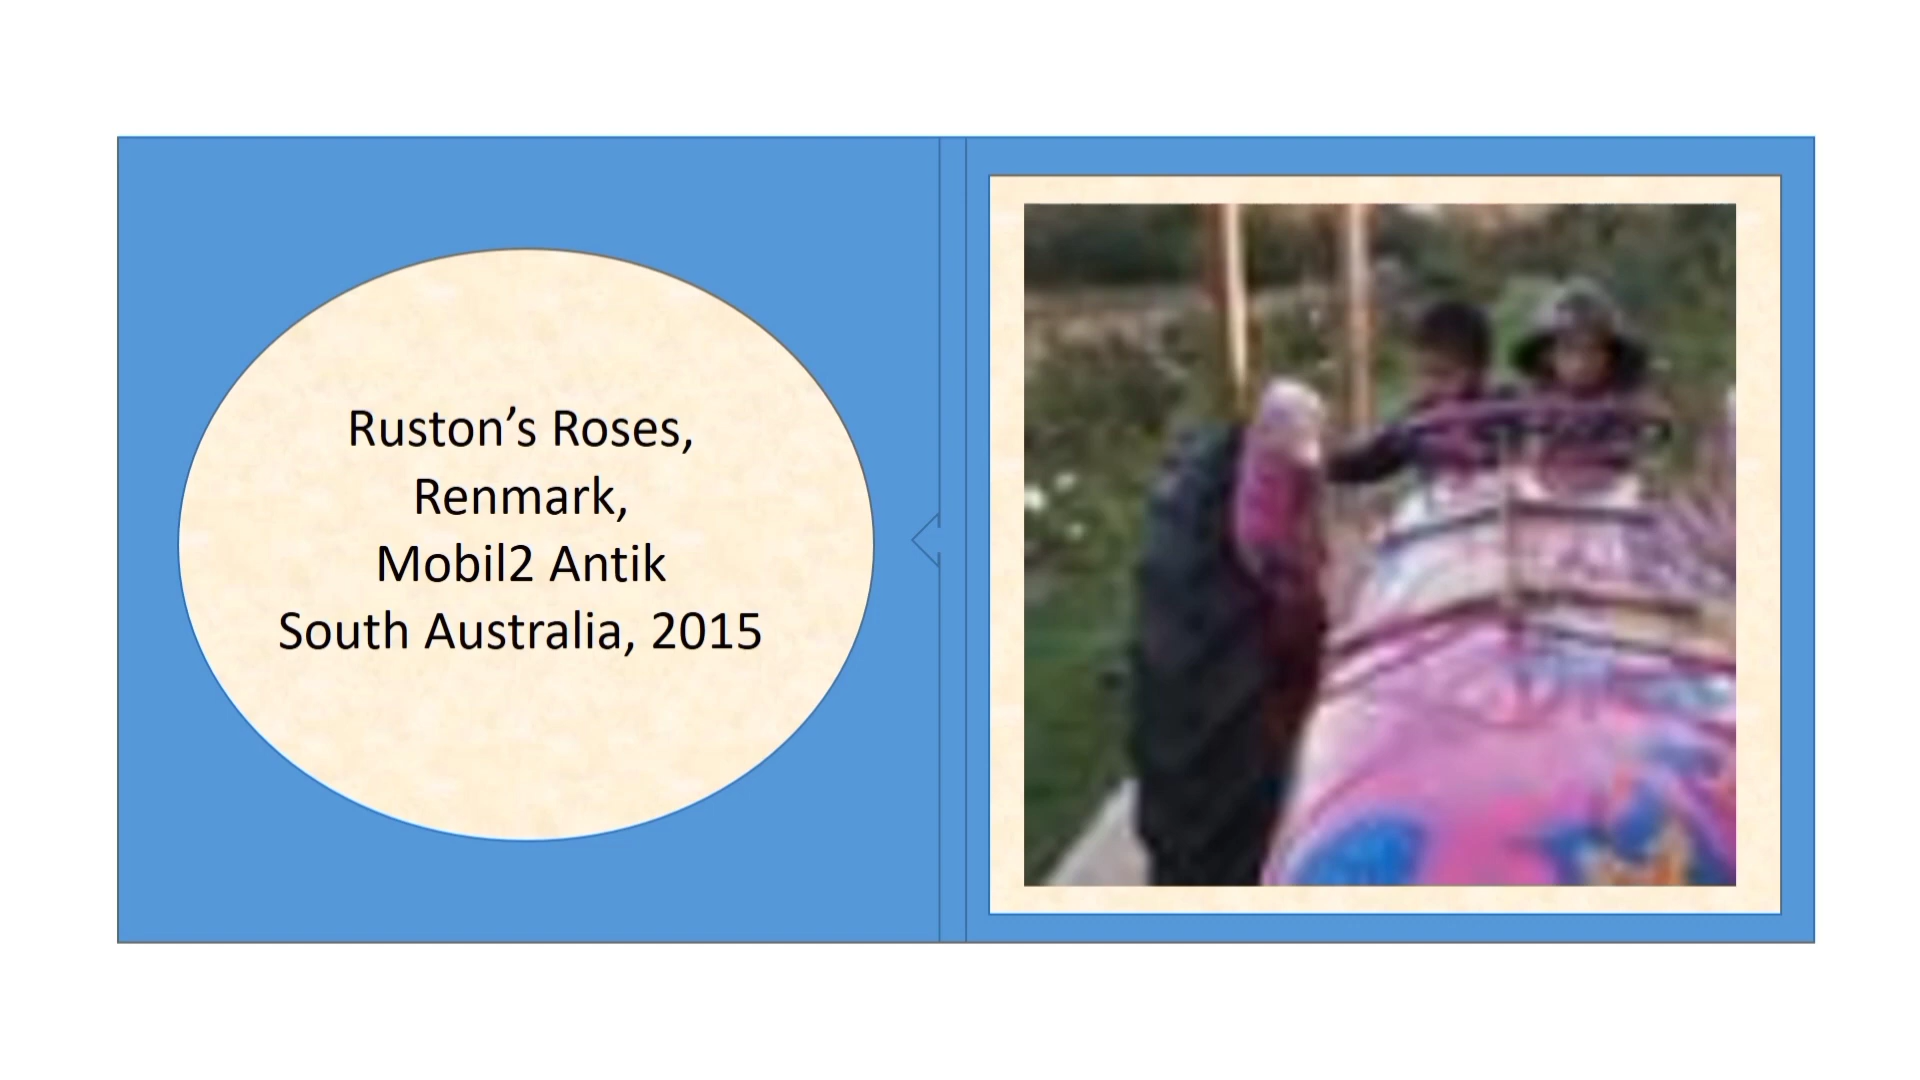 Ruston’s Roses,
Renmark,
Mobil2 Antik
South Australia, 2015